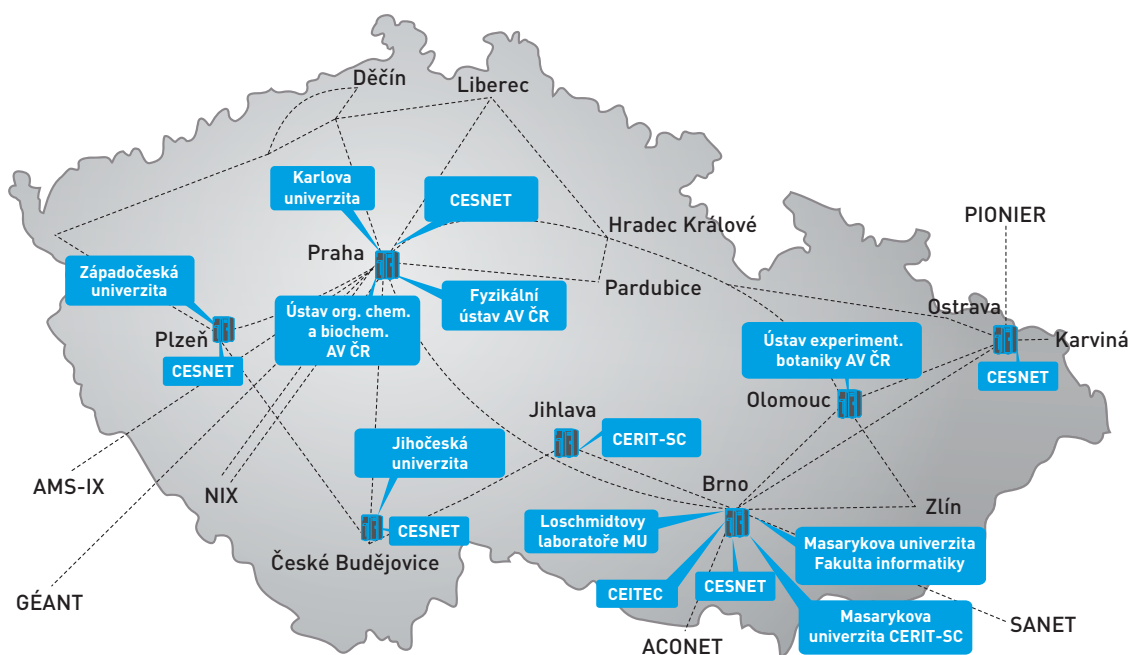 Děčín
Liberec
Karlova
univerzita
CESNET
Hradec Králové
PIONIER
Praha
Západočeská
univerzita
Pardubice
Fyzikální
ústav AV ČR
Ústav org. chem.
a biochem.
AV ČR
Ostrava
Plzeň
Ústav experiment.
botaniky AV ČR
Karviná
CESNET
CESNET
Olomouc
Jihlava
CERIT-SC
Jihočeská
univerzita
AMS-IX
NIX
Brno
Zlín
CESNET
Loschmidtovy
laboratoře MU
Masarykova univerzita
Fakulta informatiky
České Budějovice
CEITEC
CESNET
GÉANT
Masarykova
univerzita CERIT-SC
SANET
ACONET